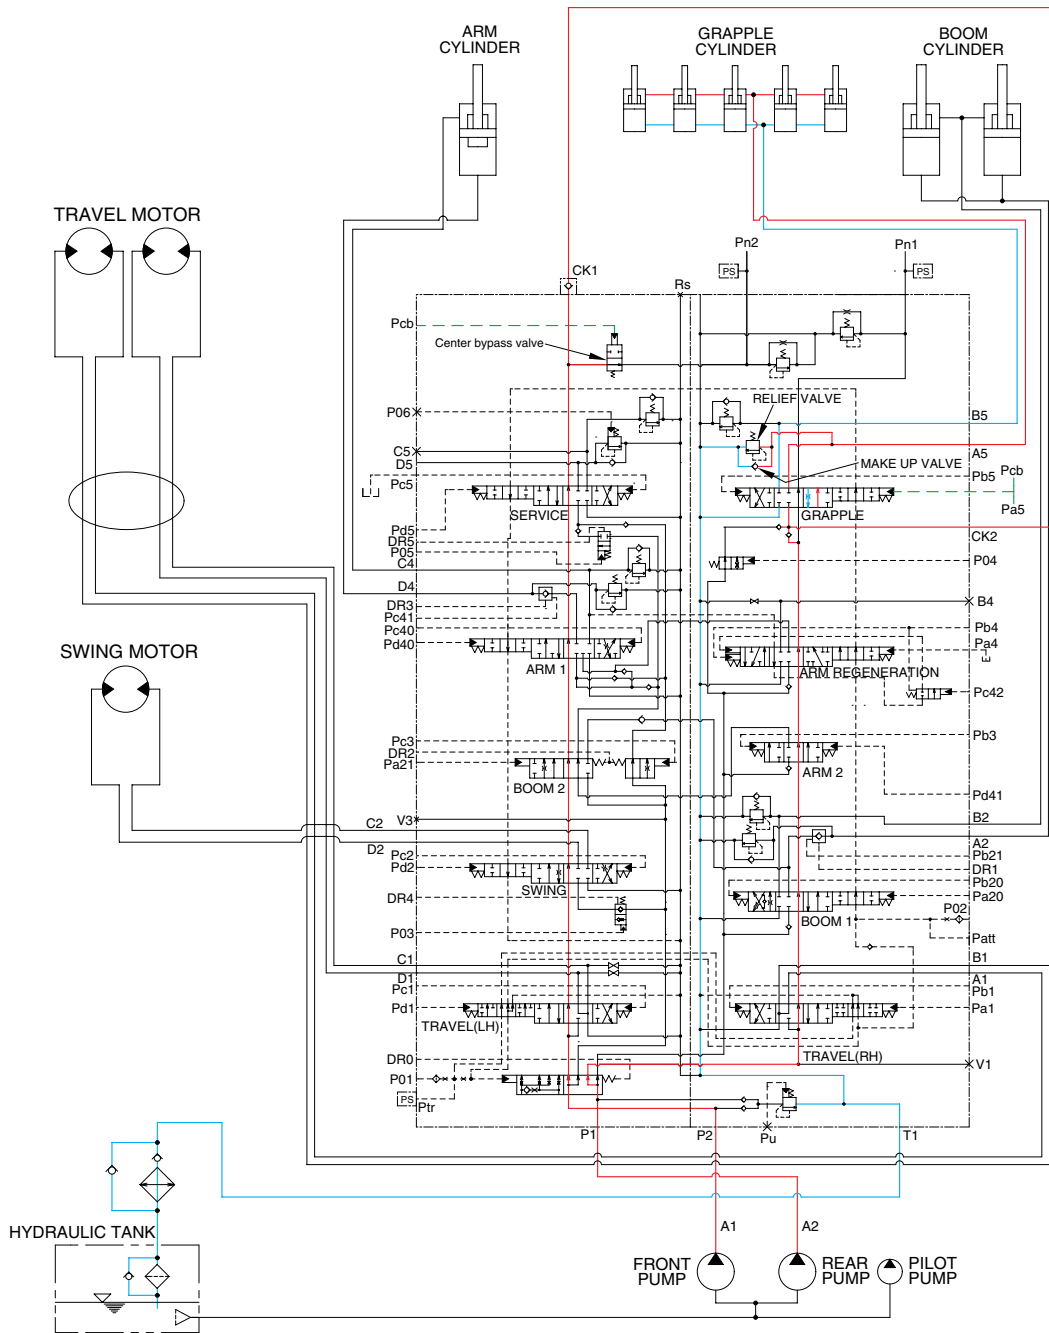 ARM
CYLINDER
GRAPPLE
CYLINDER
BOOM
CYLINDER
TRAVEL MOTOR
Pn2
Pn1
PS
PS
CK1
Rs
Pcb
Center bypass valve
RELIEF VALVE
P06
B5
C5
D5
A5
MAKE UP VALVE
Pc5
Pb5
Pcb
SERVICE
GRAPPLE
Pa5
Pd5
DR5
P05
C4
CK2
P04
D4
DR3
Pc41
B4
Pc40
Pd40
Pb4
Pa4
E
ARM 1
ARM REGENERATION
SWING MOTOR
Pc42
Pc3
DR2
Pa21
Pb3
BOOM 2
ARM 2
Pd41
V3
C2
B2
D2
A2
Pc2
Pd2
Pb21
DR1
SWING
Pb20
Pa20
DR4
BOOM 1
P02
P03
Patt
C1
B1
D1
A1
Pc1
Pb1
Pd1
Pa1
TRAVEL(LH)
TRAVEL(RH)
DR0
V1
P01
PS
Ptr
P1
P2
Pu
T1
HYDRAULIC TANK
A1
A2
FRONT
PUMP
REAR
PUMP
PILOT
PUMP